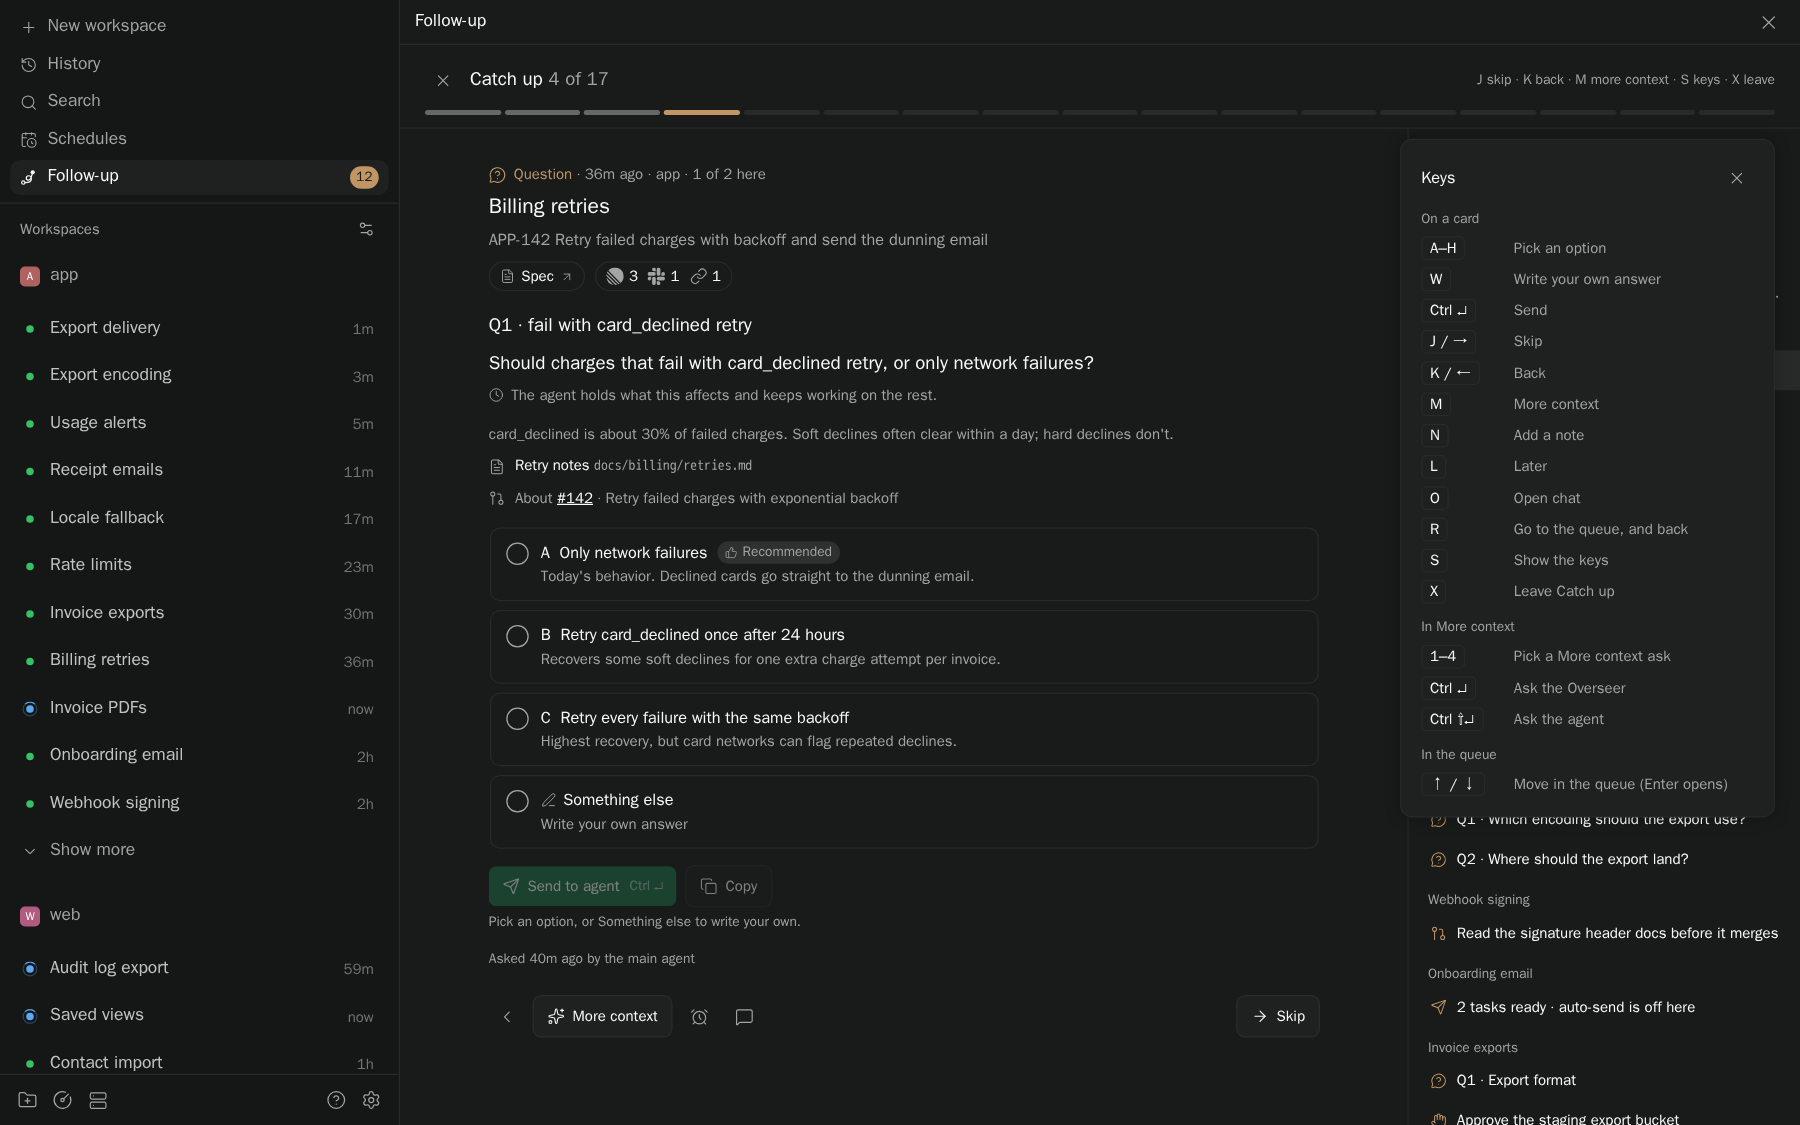 New workspace
History
Search
Schedules
Follow-up 12
Workspaces
A app
Export delivery 1m
Export encoding 3m
Usage alerts 5m
Receipt emails 11m
Locale fallback 17m
Rate limits 23m
Invoice exports 30m
Billing retries 36m
Invoice PDFs now
Onboarding email 2h
Webhook signing 2h
Show more
W web
Audit log export 59m
Saved views now
Contact import 1h
Follow-up
Catch up 4 of 17
J skip · K back · M more context · S keys · X leave
Question · 36m ago · app · 1 of 2 here
Billing retries
APP-142 Retry failed charges with backoff and send the dunning email
Spec ↗ 3 1 1
Q1 · fail with card_declined retry
Should charges that fail with card_declined retry, or only network failures?
The agent holds what this affects and keeps working on the rest.
card_declined is about 30% of failed charges. Soft declines often clear within a day; hard declines don't.
Retry notes docs/billing/retries.md
About #142 · Retry failed charges with exponential backoff
A Only network failures Recommended
Today's behavior. Declined cards go straight to the dunning email.
B Retry card_declined once after 24 hours
Recovers some soft declines for one extra charge attempt per invoice.
C Retry every failure with the same backoff
Highest recovery, but card networks can flag repeated declines.
Something else
Write your own answer
Send to agent Ctrl ↵ Copy
Pick an option, or Something else to write your own.
Asked 40m ago by the main agent
More context Skip
Keys
On a card
A–H Pick an option
W Write your own answer
Ctrl ↵ Send
J / → Skip
K / ← Back
M More context
N Add a note
L Later
O Open chat
R Go to the queue, and back
S Show the keys
X Leave Catch up
In More context
1–4 Pick a More context ask
Ctrl ↵ Ask the Overseer
Ctrl ⇧↵ Ask the agent
In the queue
↑ / ↓ Move in the queue (Enter opens)
Q1 · Which encoding should the export use?
Q2 · Where should the export land?
Webhook signing
Read the signature header docs before it merges
Onboarding email
2 tasks ready · auto-send is off here
Invoice exports
Q1 · Export format
Approve the staging export bucket